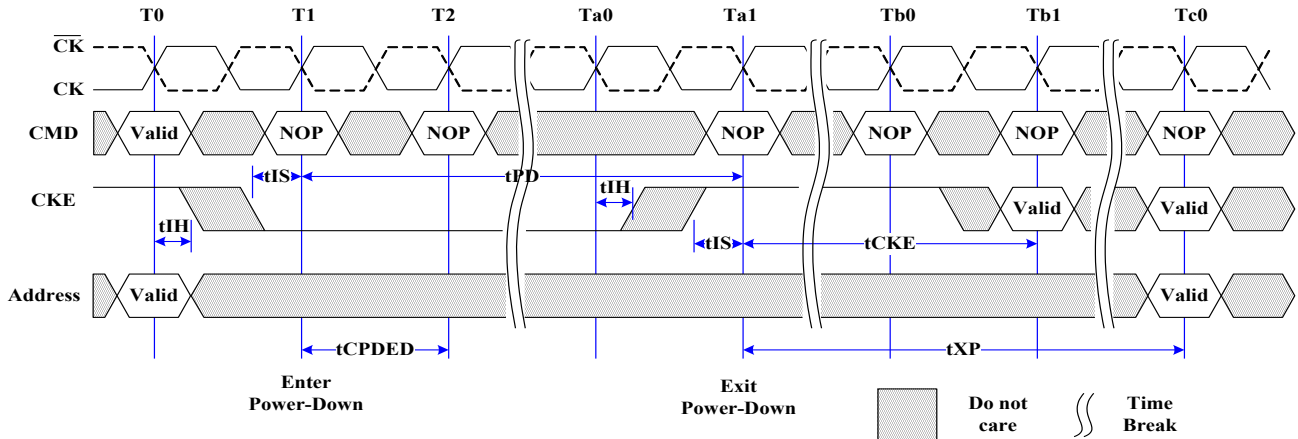 T0 T1 T2 Ta0 Ta1 Tb0 Tb1 Tc0
CK
CK
CMD Valid NOP NOP NOP NOP NOP NOP
tIS tPD tIH
CKE Valid Valid
tIH tIS tCKE
Address Valid Valid
tCPDED tXP
Enter
Power-Down
Exit
Power-Down
Do not
care
Time
Break